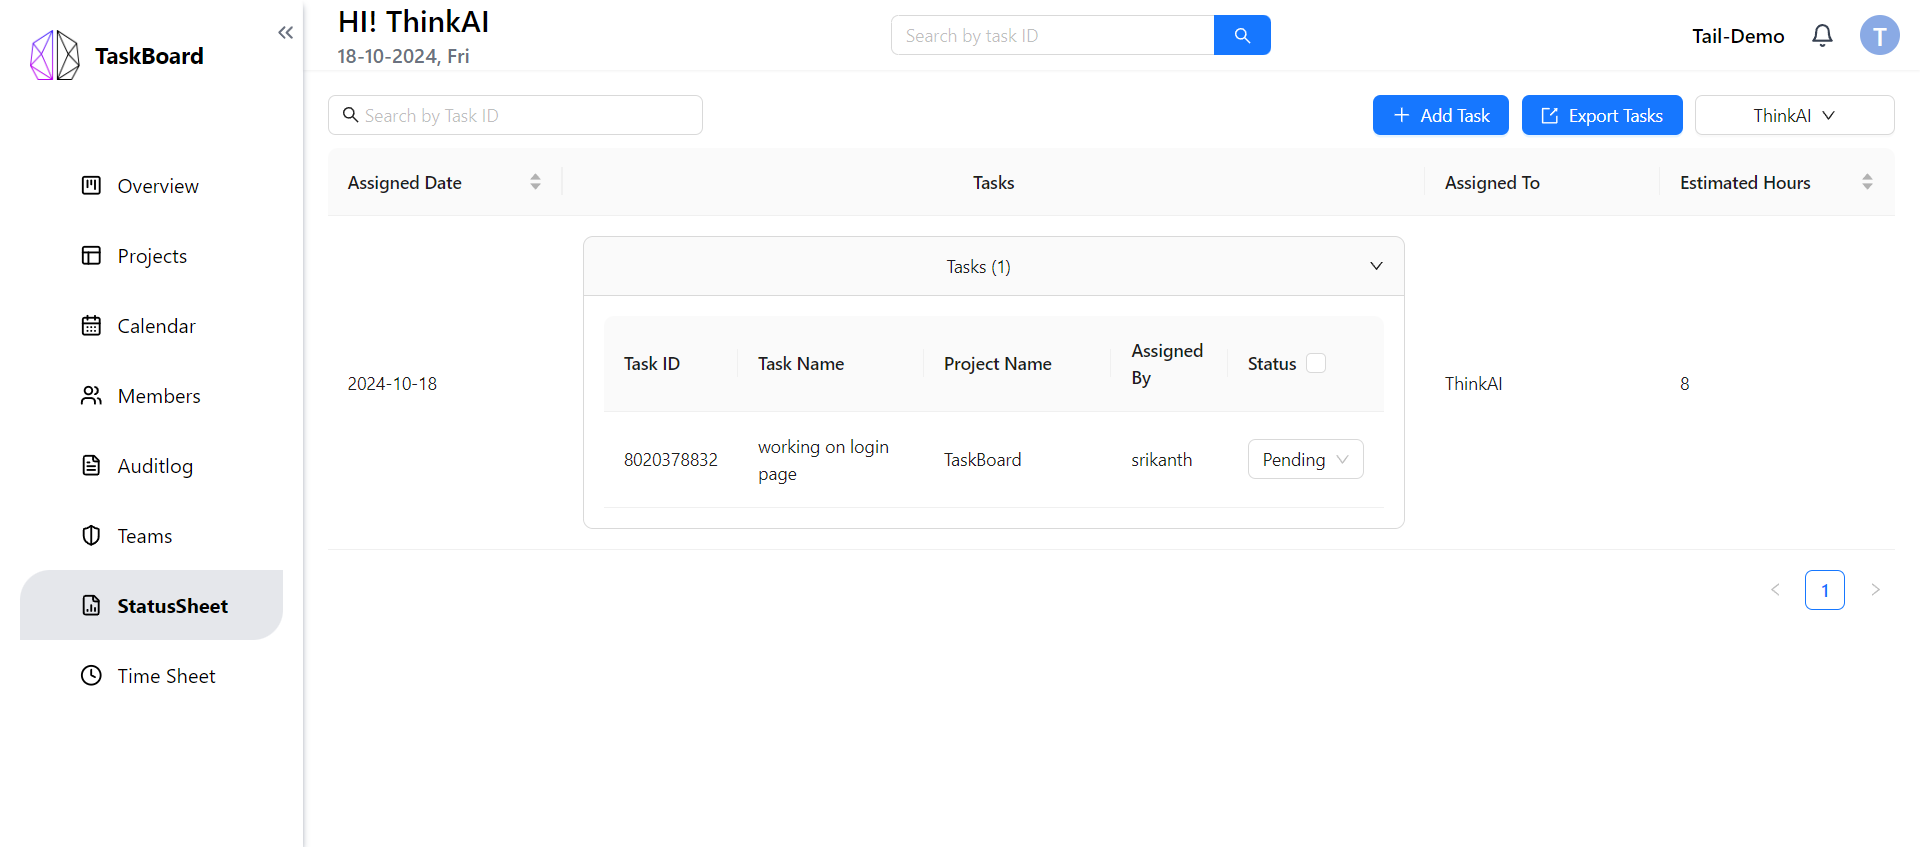 TaskBoard
HI! ThinkAI
18-10-2024, Fri
Search by task ID
Tail-Demo
T
Overview
Projects
Calendar
Members
Auditlog
Teams
StatusSheet
Time Sheet
Search by Task ID
Add Task
Export Tasks
ThinkAI
Assigned Date
Tasks
Assigned To
Estimated Hours
2024-10-18
Tasks (1)
Task ID
Task Name
Project Name
Assigned
By
Status
8020378832
working on login
page
TaskBoard
srikanth
Pending
ThinkAI
8
1